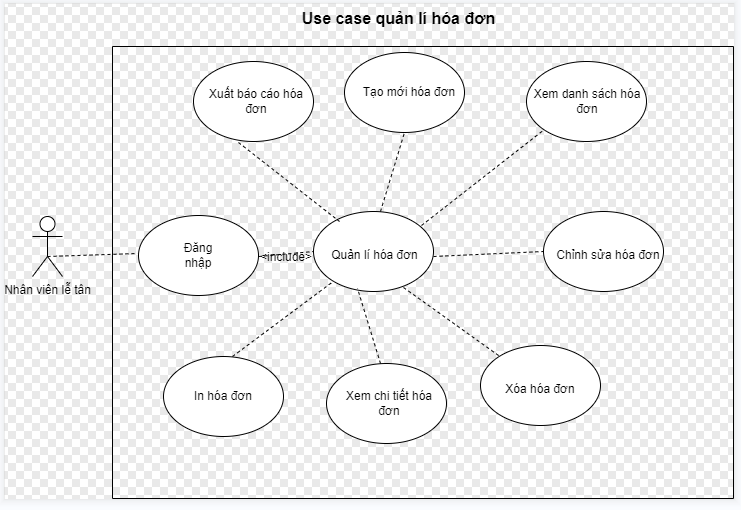 Use case quản lí hóa đơn
Xuất báo cáo hóa
đơn
Tạo mới hóa đơn
Xem danh sách hóa
đơn
Nhân viên lễ tân
Đăng
nhập
<include>
Quản lí hóa đơn
Chỉnh sửa hóa đơn
In hóa đơn
Xem chi tiết hóa
đơn
Xóa hóa đơn